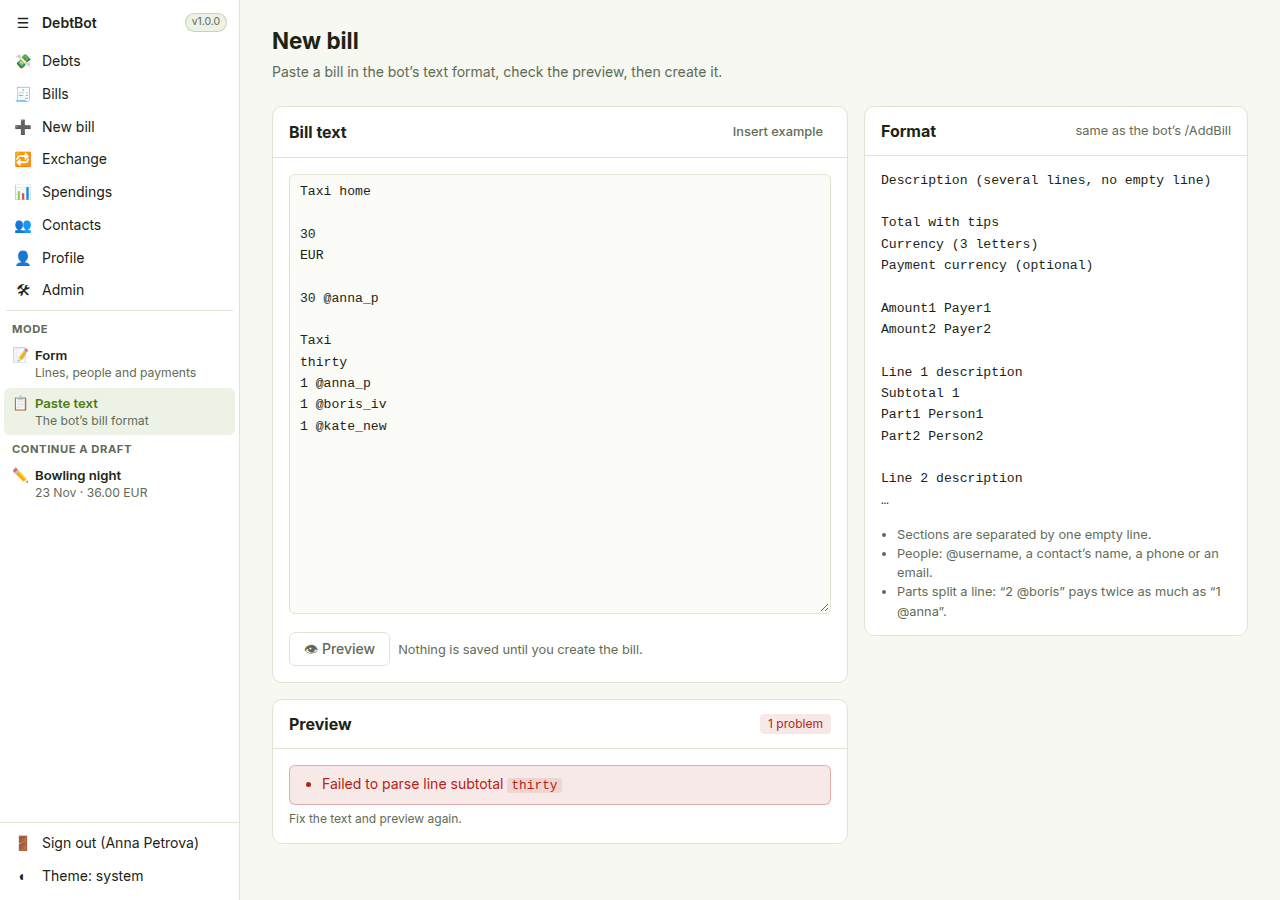 ☰ DebtBot v1.0.0
💸 Debts
🧾 Bills
➕ New bill
🔁 Exchange
📊 Spendings
👥 Contacts
👤 Profile
🛠 Admin
MODE
📝 Form
Lines, people and payments
📋 Paste text
The bot’s bill format
CONTINUE A DRAFT
✏️ Bowling night
23 Nov · 36.00 EUR
🚪 Sign out (Anna Petrova)
Theme: system
New bill
Paste a bill in the bot’s text format, check the preview, then create it.
Bill text Insert example
Taxi home
30
EUR
30 @anna_p
Taxi
thirty
1 @anna_p
1 @boris_iv
1 @kate_new
👁 Preview Nothing is saved until you create the bill.
Preview 1 problem
• Failed to parse line subtotal thirty
Fix the text and preview again.
Format same as the bot’s /AddBill
Description (several lines, no empty line)
Total with tips
Currency (3 letters)
Payment currency (optional)
Amount1 Payer1
Amount2 Payer2
Line 1 description
Subtotal 1
Part1 Person1
Part2 Person2
Line 2 description
…
• Sections are separated by one empty line.
• People: @username, a contact’s name, a phone or an
email.
• Parts split a line: “2 @boris” pays twice as much as “1
@anna”.